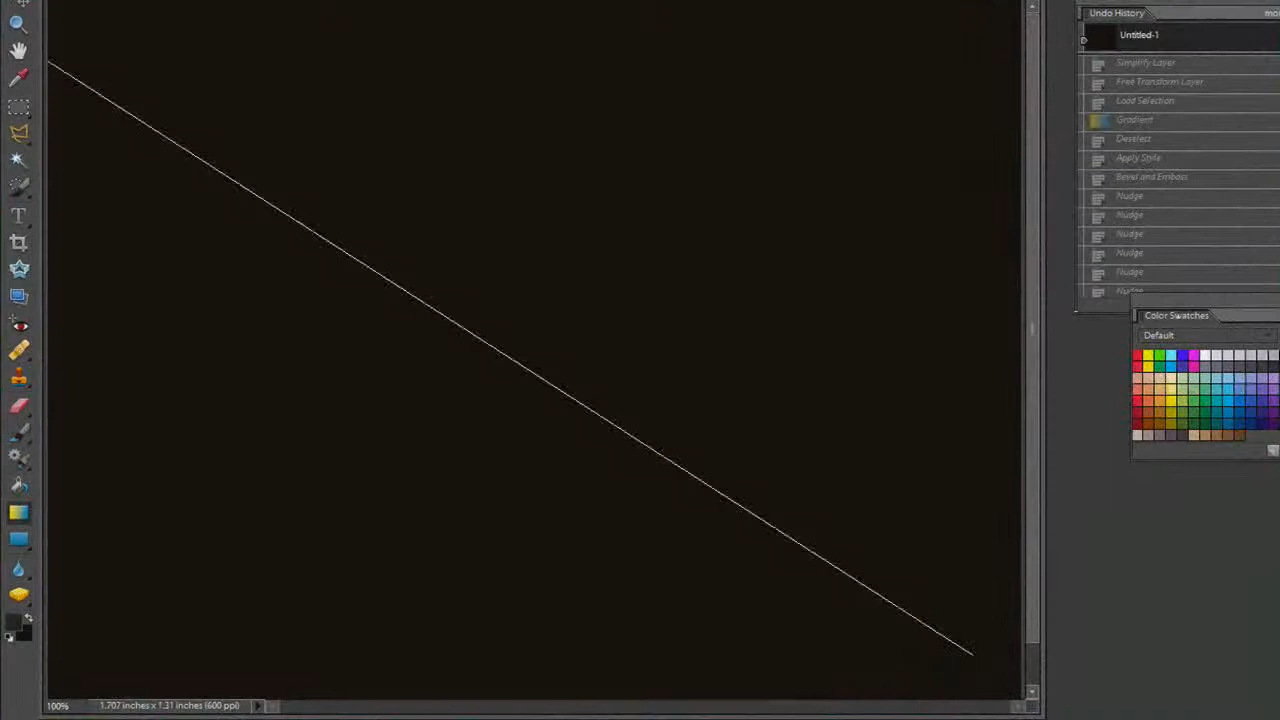 Undo History
Untitled-1
Simplify Layer
Free Transform Layer
Load Selection
Gradient
Deselect
Apply Style
Bevel and Emboss
Nudge
Nudge
Nudge
Nudge
Nudge
Nudge
Color Swatches
Default
100%
1.707 inches x 1.31 inches (600 ppi)